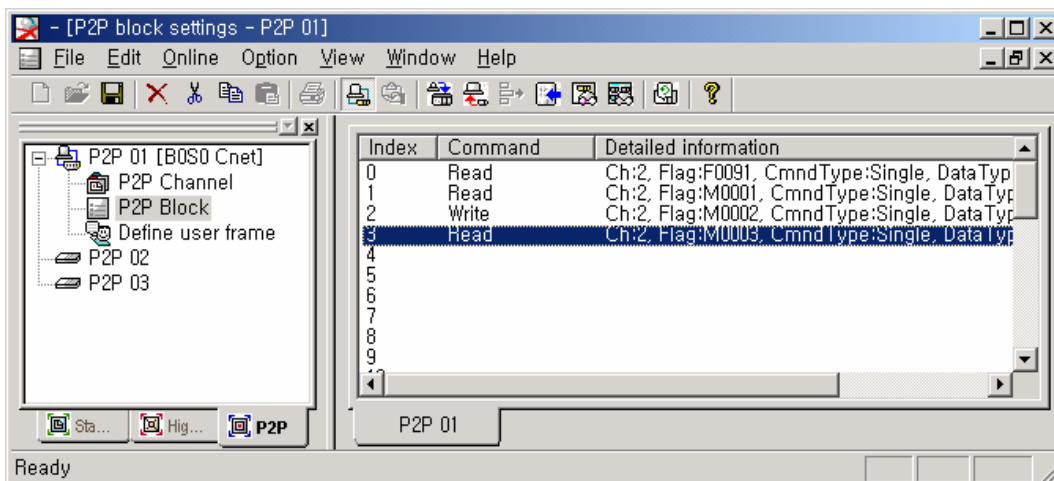 - [P2P block settings - P2P 01]
File Edit Online Option View Window Help
P2P 01 [B0S0 Cnet]
P2P Channel
P2P Block
Define user frame
P2P 02
P2P 03
Sta... Hig... P2P
Index Command Detailed information
0 Read Ch:2, Flag:F0091, CmndType:Single, DataTyp
1 Read Ch:2, Flag:M0001, CmndType:Single, DataTyp
2 Write Ch:2, Flag:M0002, CmndType:Single, DataTyp
3 Read Ch:2, Flag:M0003, CmndType:Single, DataTyp
4
5
6
7
8
9
P2P 01
Ready